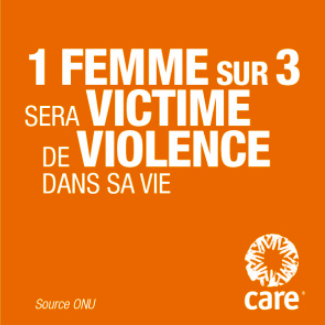 1 FEMME SUR 3
SERA VICTIME
DE VIOLENCE
DANS SA VIE
Source ONU
care®